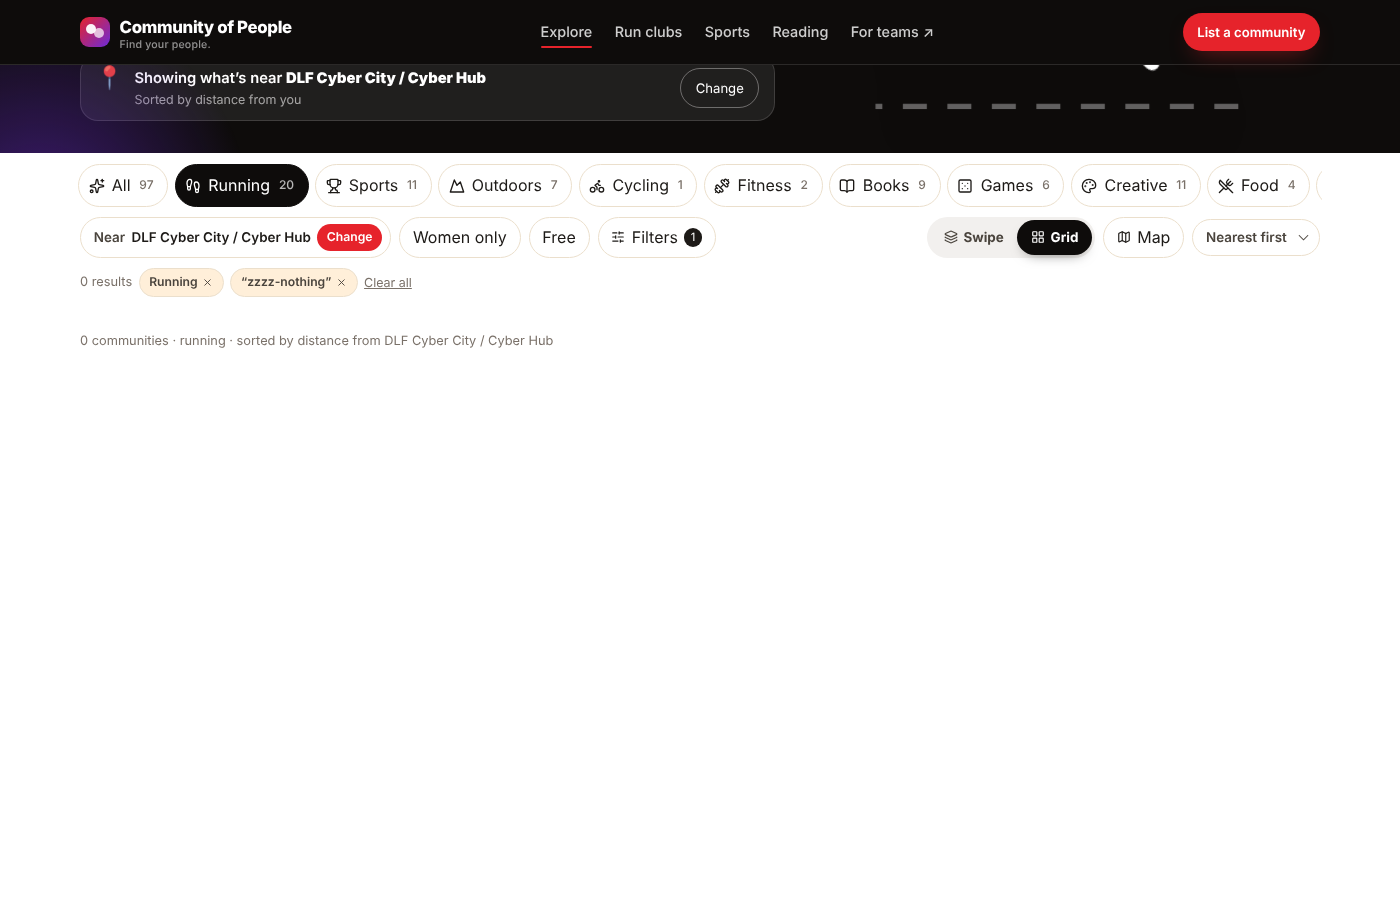 Community of People
Find your people.
Explore
Run clubs
Sports
Reading
For teams ↗
List a community
Showing what’s near DLF Cyber City / Cyber Hub
Sorted by distance from you
Change
All 97
Running 20
Sports 11
Outdoors 7
Cycling 1
Fitness 2
Books 9
Games 6
Creative 11
Food 4
Near DLF Cyber City / Cyber Hub Change
Women only
Free
Filters 1
Swipe
Grid
Map
Nearest first
0 results
Running ×
“zzzz-nothing” ×
Clear all
0 communities · running · sorted by distance from DLF Cyber City / Cyber Hub